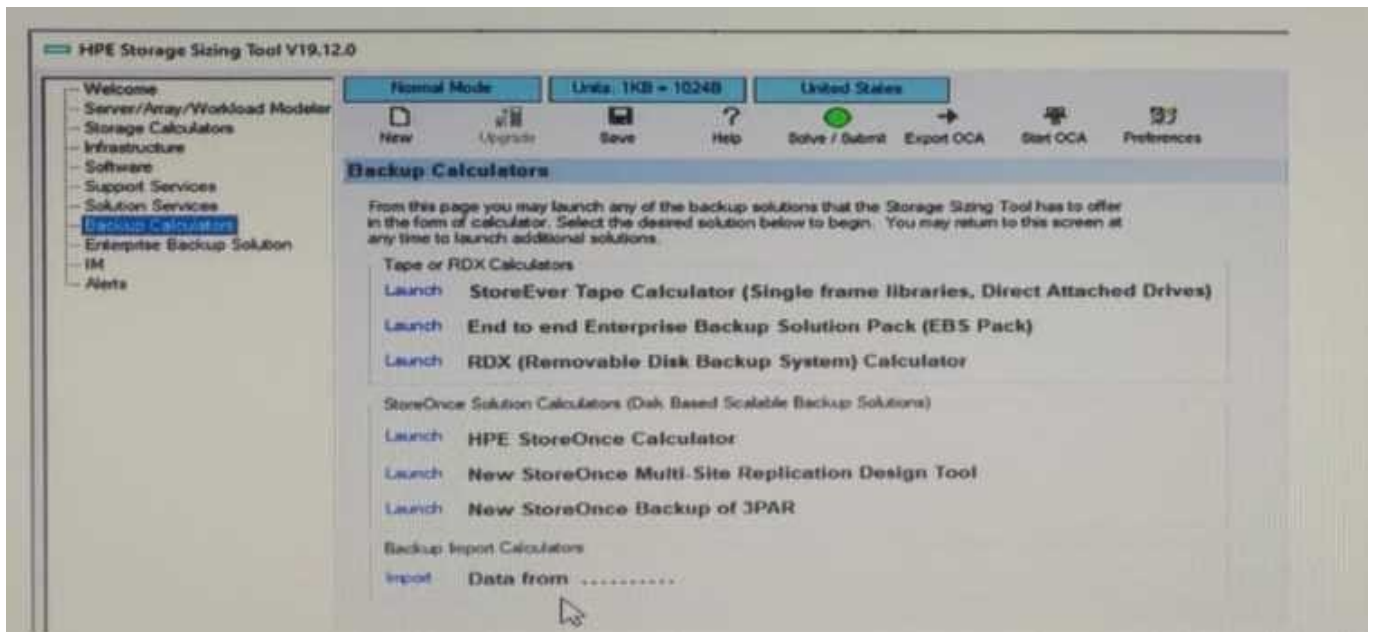 HPE Storage Sizing Tool V19.12.0
Welcome
Server/Array/Workload Modeler
Storage Calculators
Infrastructure
Software
Support Services
Solution Services
Backup Calculators
Enterprise Backup Solution
IM
Alerts
Normal Mode
Units: 1KB = 1024B
United States
New
Upgrade
Save
Help
Solve / Submit
Export OCA
Start OCA
Preferences
Backup Calculators
From this page you may launch any of the backup solutions that the Storage Sizing Tool has to offer
in the form of calculator. Select the desired solution below to begin. You may return to this screen at
any time to launch additional solutions.
Tape or RDX Calculators
Launch StoreEver Tape Calculator (Single frame libraries, Direct Attached Drives)
Launch End to end Enterprise Backup Solution Pack (EBS Pack)
Launch RDX (Removable Disk Backup System) Calculator
StoreOnce Solution Calculators (Disk Based Scalable Backup Solutions)
Launch HPE StoreOnce Calculator
Launch New StoreOnce Multi-Site Replication Design Tool
Launch New StoreOnce Backup of 3PAR
Backup Import Calculators
Import Data from ..........